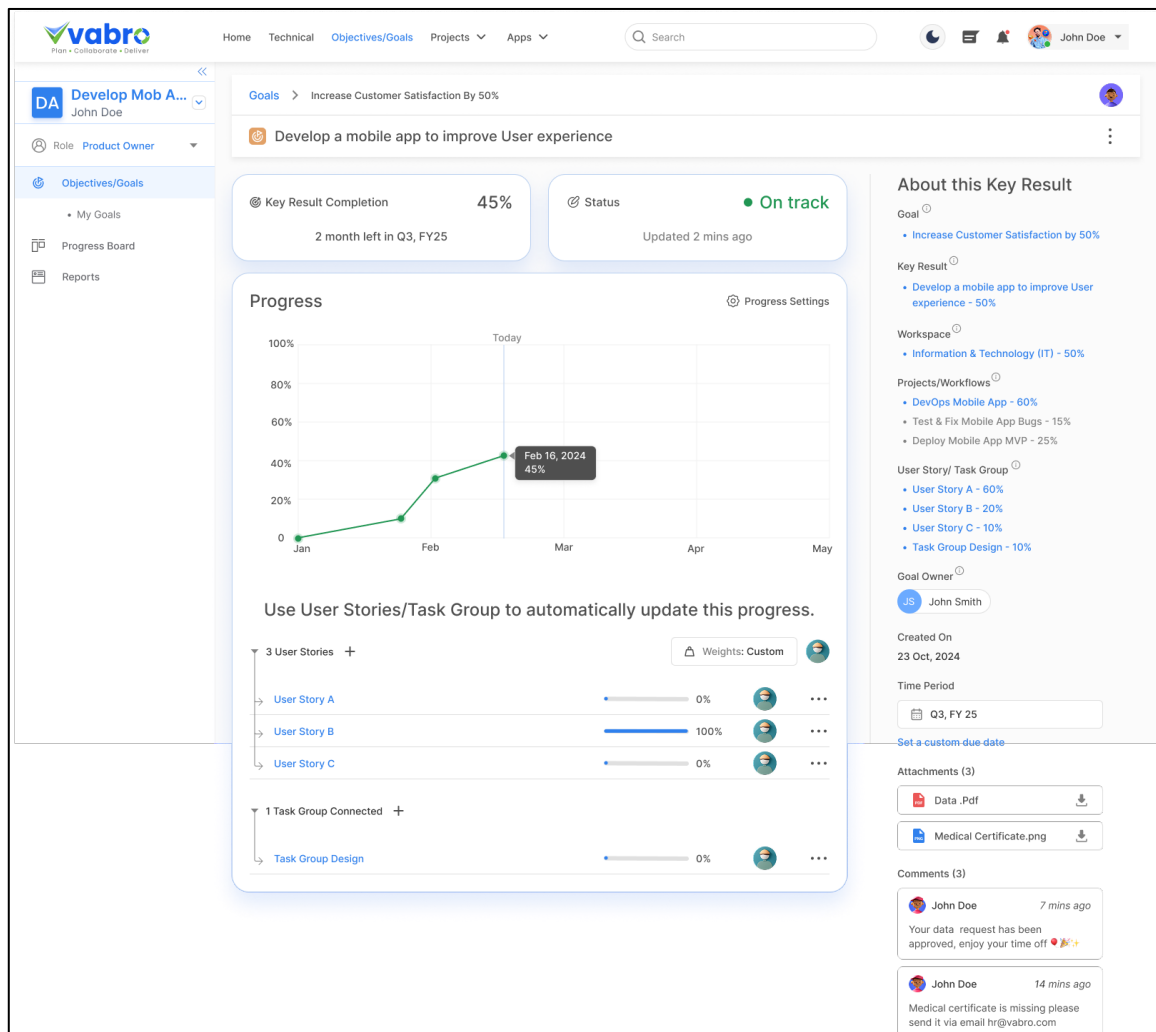 vabro
Plan • Collaborate • Deliver
Home
Technical
Objectives/Goals
Projects
Apps
Search
John Doe
DA
Develop Mob A...
John Doe
Role Product Owner
Objectives/Goals
• My Goals
Progress Board
Reports
Goals > Increase Customer Satisfaction By 50%
Develop a mobile app to improve User experience
Key Result Completion 45%
2 month left in Q3, FY25
Status • On track
Updated 2 mins ago
Progress
Progress Settings
Today
100%
80%
60%
40%
20%
0
Feb 16, 2024
45%
Jan Feb Mar Apr May
Use User Stories/Task Group to automatically update this progress.
3 User Stories +
Weights: Custom
User Story A 0%
User Story B 100%
User Story C 0%
1 Task Group Connected +
Task Group Design 0%
About this Key Result
Goal
• Increase Customer Satisfaction by 50%
Key Result
• Develop a mobile app to improve User
experience - 50%
Workspace
• Information & Technology (IT) - 50%
Projects/Workflows
• DevOps Mobile App - 60%
• Test & Fix Mobile App Bugs - 15%
• Deploy Mobile App MVP - 25%
User Story/ Task Group
• User Story A - 60%
• User Story B - 20%
• User Story C - 10%
• Task Group Design - 10%
Goal Owner
JS John Smith
Created On
23 Oct, 2024
Time Period
Q3, FY 25
Set a custom due date
Attachments (3)
PDF Data .Pdf
PNG Medical Certificate.png
Comments (3)
John Doe 7 mins ago
Your data request has been
approved, enjoy your time off 🎈🎉✨
John Doe 14 mins ago
Medical certificate is missing please
send it via email hr@vabro.com